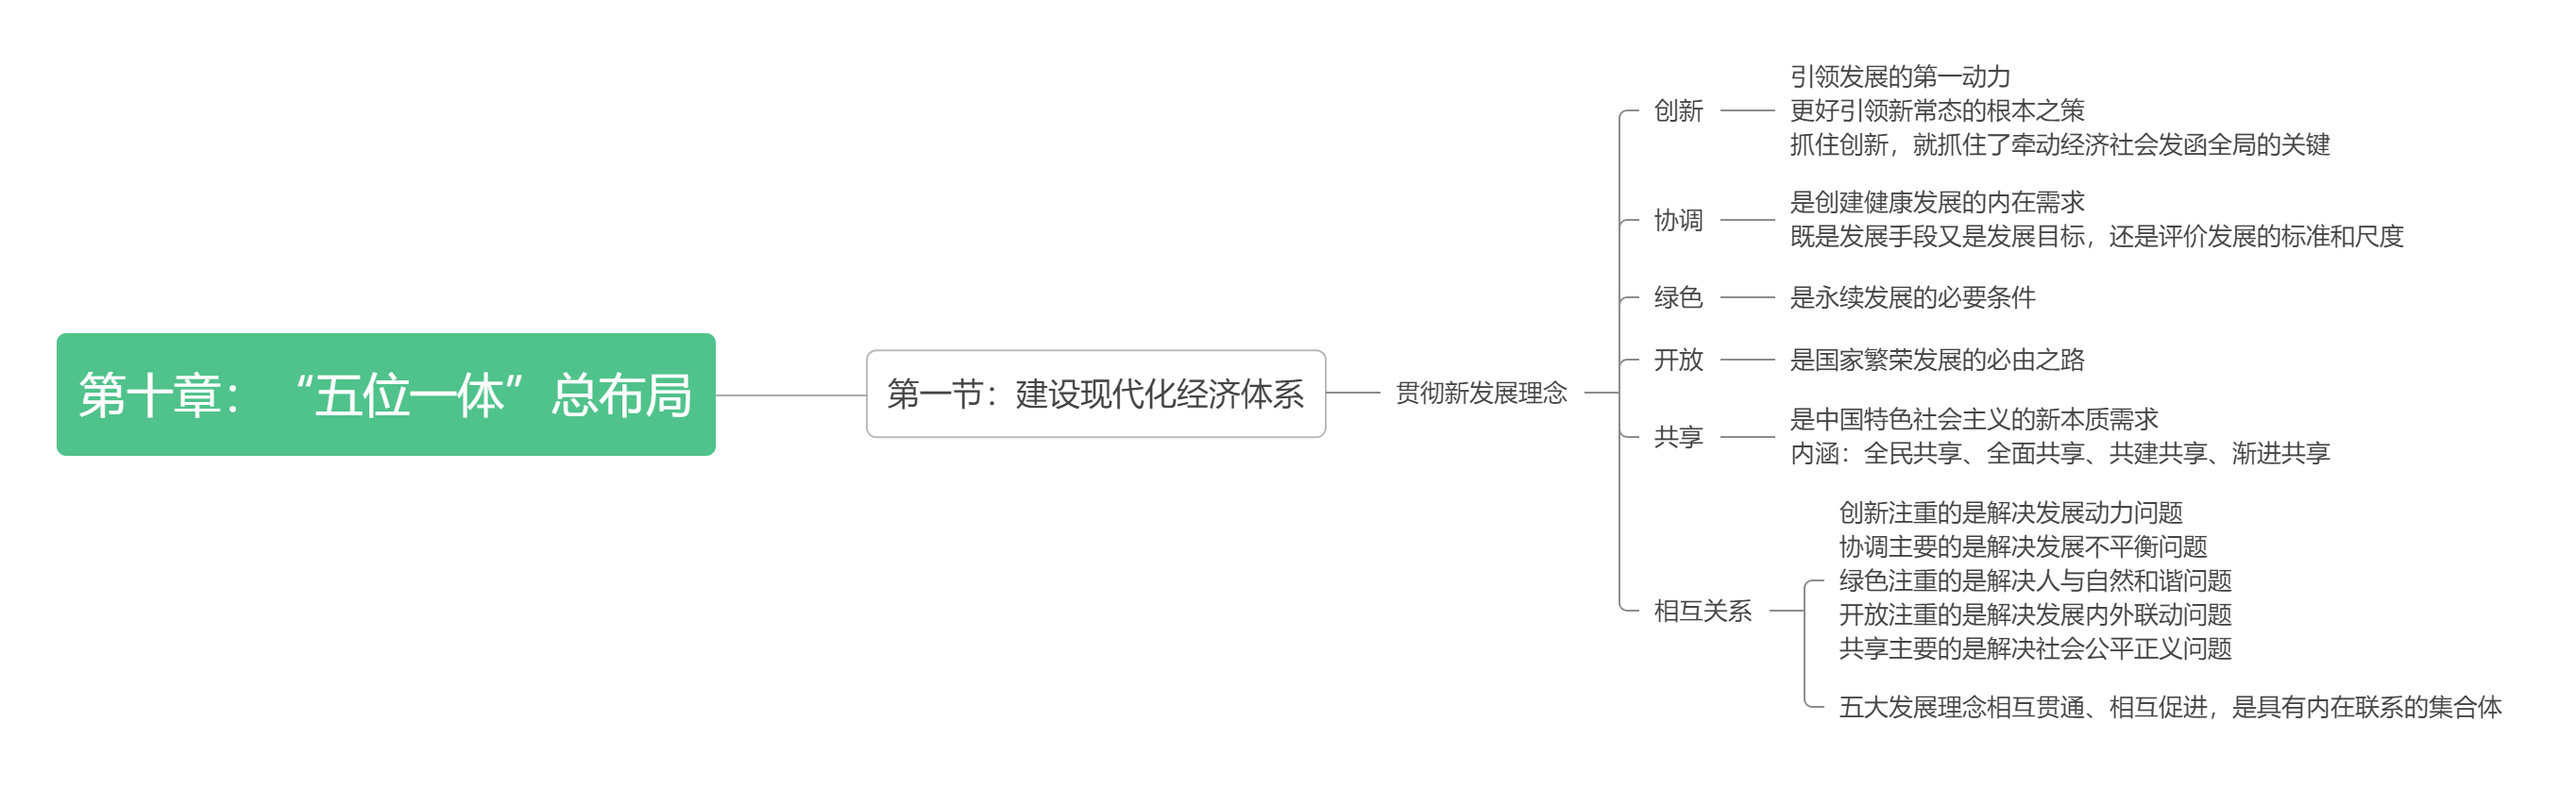 第十章：“五位一体”总布局
第一节：建设现代化经济体系
贯彻新发展理念
创新
引领发展的第一动力
更好引领新常态的根本之策
抓住创新，就抓住了牵动经济社会发函全局的关键
协调
是创建健康发展的内在需求
既是发展手段又是发展目标，还是评价发展的标准和尺度
绿色
是永续发展的必要条件
开放
是国家繁荣发展的必由之路
共享
是中国特色社会主义的新本质需求
内涵：全民共享、全面共享、共建共享、渐进共享
相互关系
创新注重的是解决发展动力问题
协调主要的是解决发展不平衡问题
绿色注重的是解决人与自然和谐问题
开放注重的是解决发展内外联动问题
共享主要的是解决社会公平正义问题
五大发展理念相互贯通、相互促进，是具有内在联系的集合体